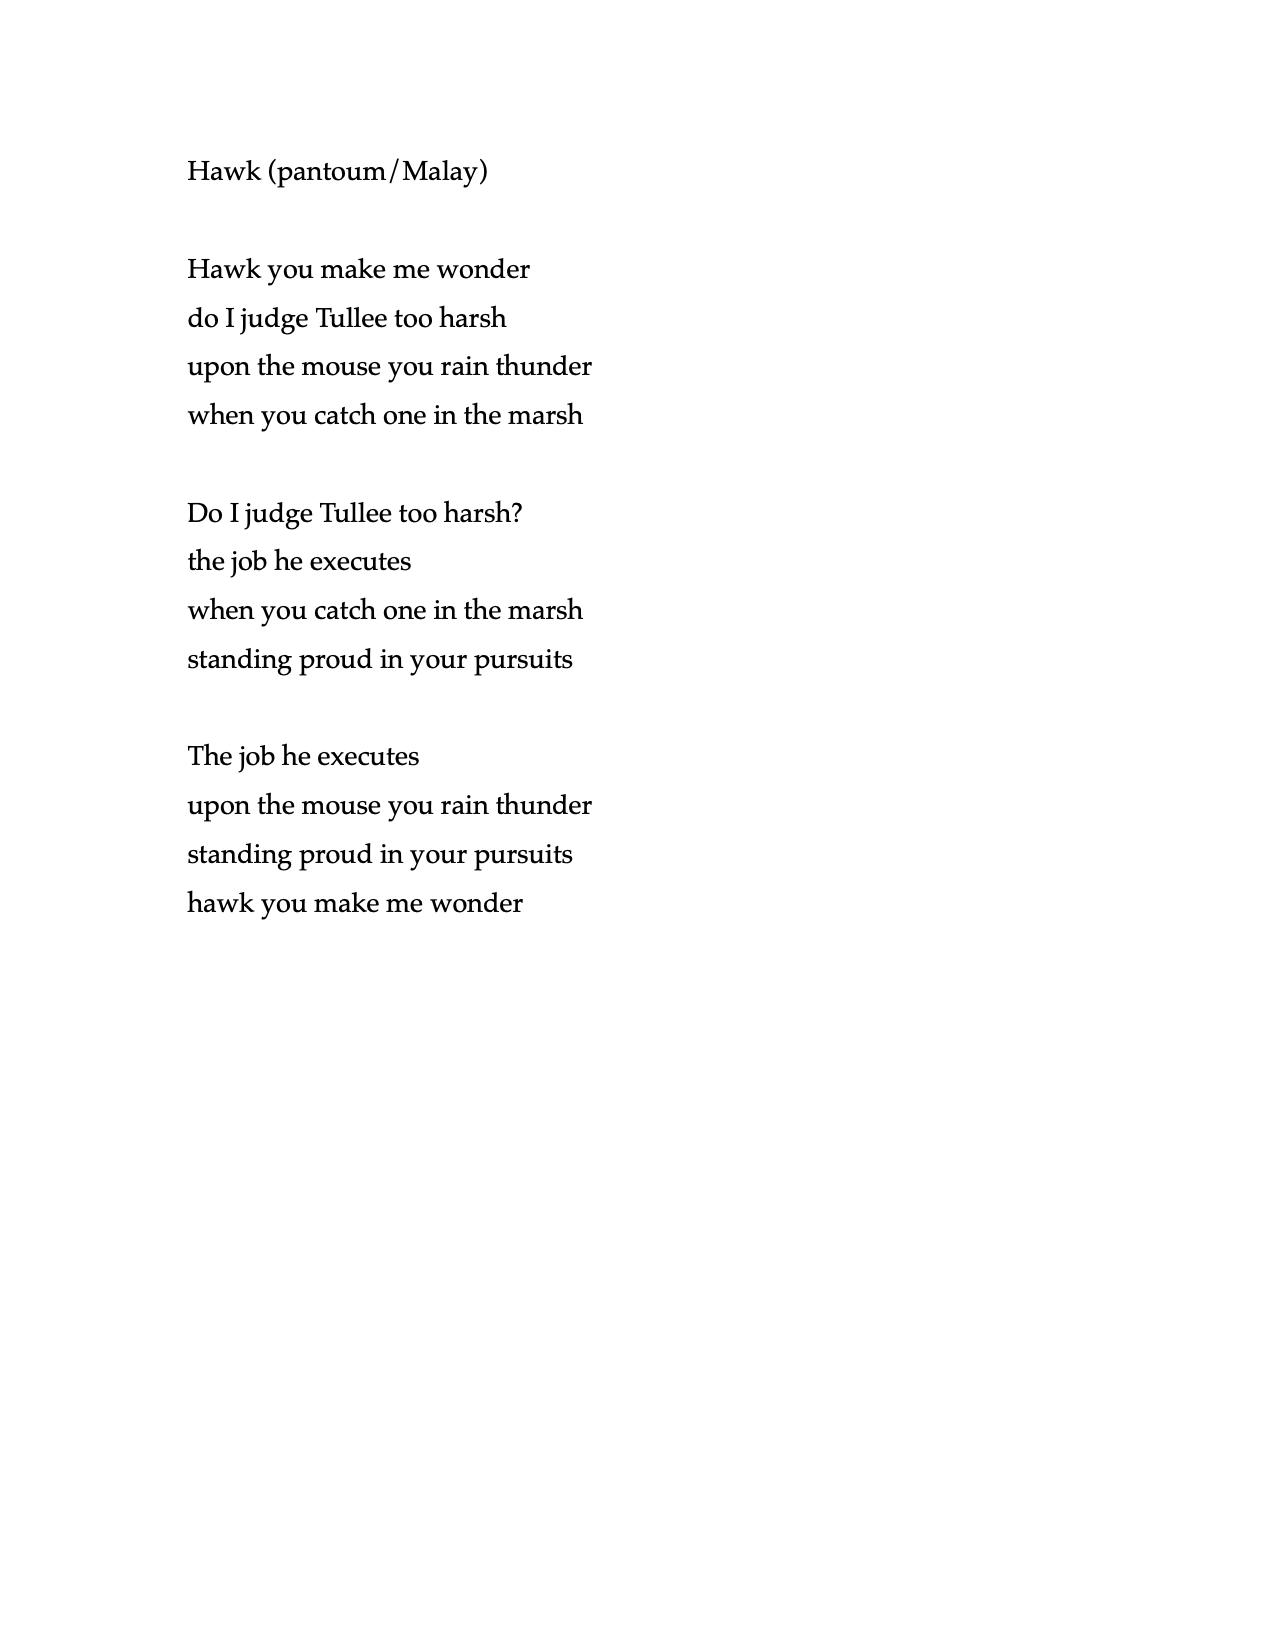 Hawk (pantoum/Malay)
Hawk you make me wonder
do I judge Tullee too harsh
upon the mouse you rain thunder
when you catch one in the marsh
Do I judge Tullee too harsh?
the job he executes
when you catch one in the marsh
standing proud in your pursuits
The job he executes
upon the mouse you rain thunder
standing proud in your pursuits
hawk you make me wonder